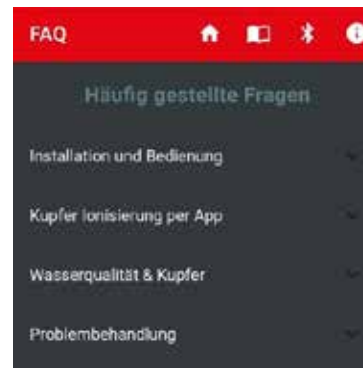 FAQ
Häufig gestellte Fragen
Installation und Bedienung
Kupfer Ionisierung per App
Wasserqualität & Kupfer
Problembehandlung